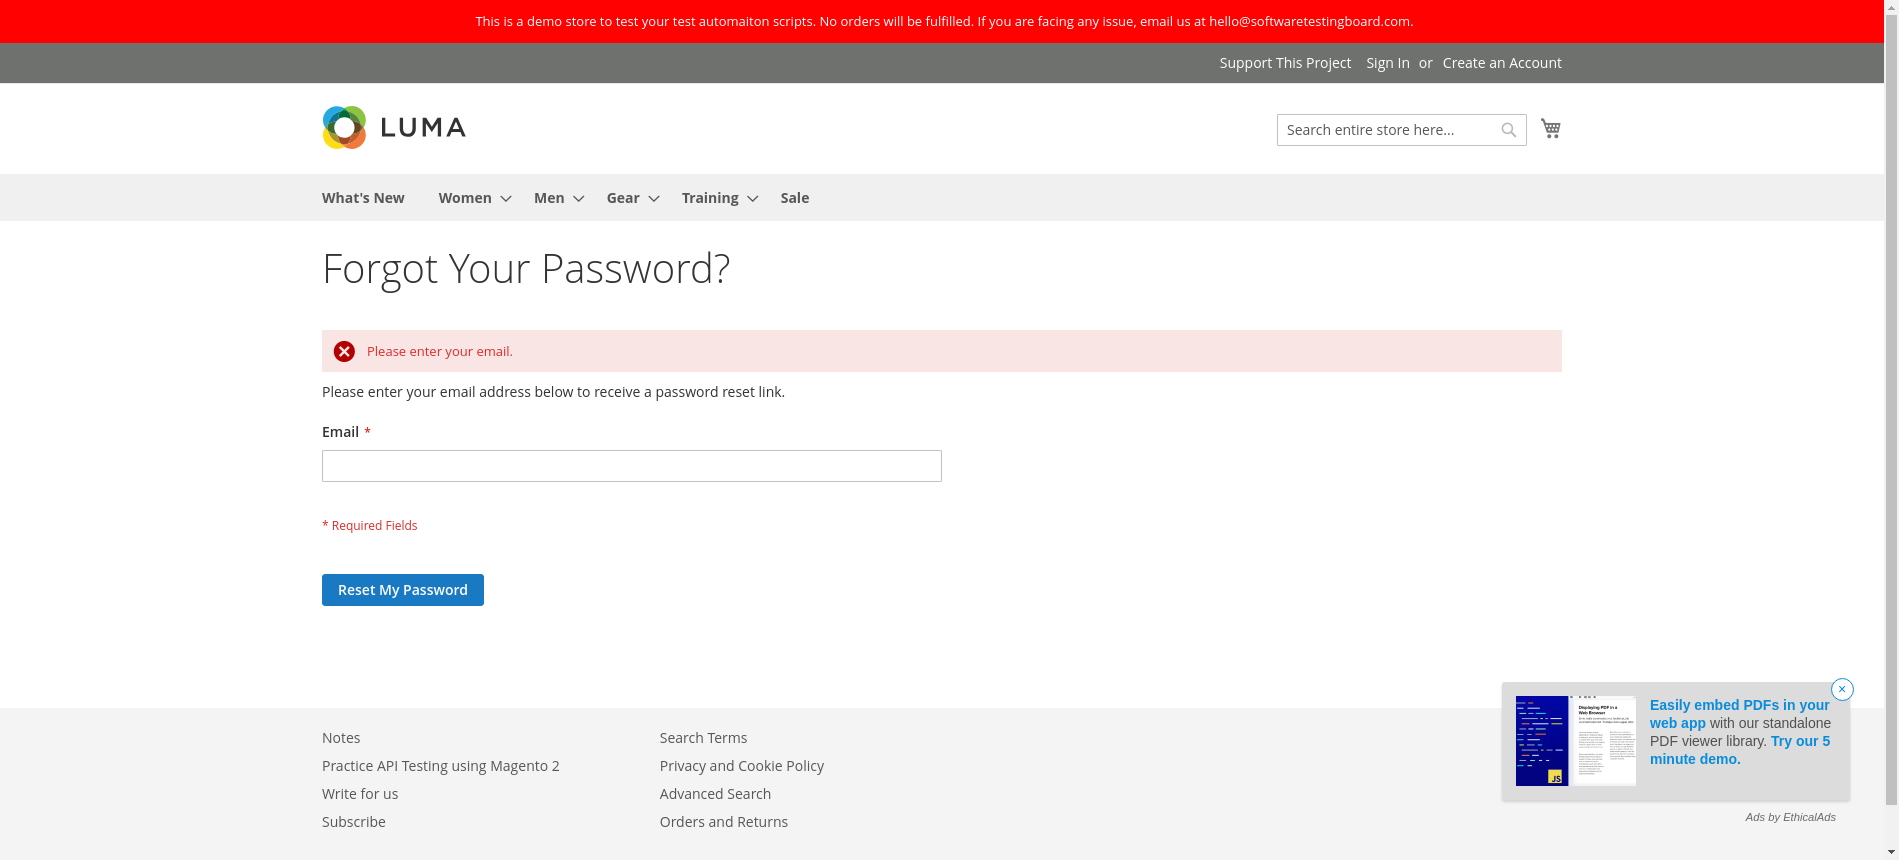 This is a demo store to test your test automaiton scripts. No orders will be fulfilled. If you are facing any issue, email us at hello@softwaretestingboard.com.
Support This Project Sign In or Create an Account
LUMA
Search entire store here...
What's New Women Men Gear Training Sale
Forgot Your Password?
Please enter your email.
Please enter your email address below to receive a password reset link.
Email *
* Required Fields
Reset My Password
Displaying PDF in a
Web Browser
JS
Easily embed PDFs in your
web app with our standalone
PDF viewer library. Try our 5
minute demo.
Ads by EthicalAds
Notes
Practice API Testing using Magento 2
Write for us
Subscribe
Search Terms
Privacy and Cookie Policy
Advanced Search
Orders and Returns